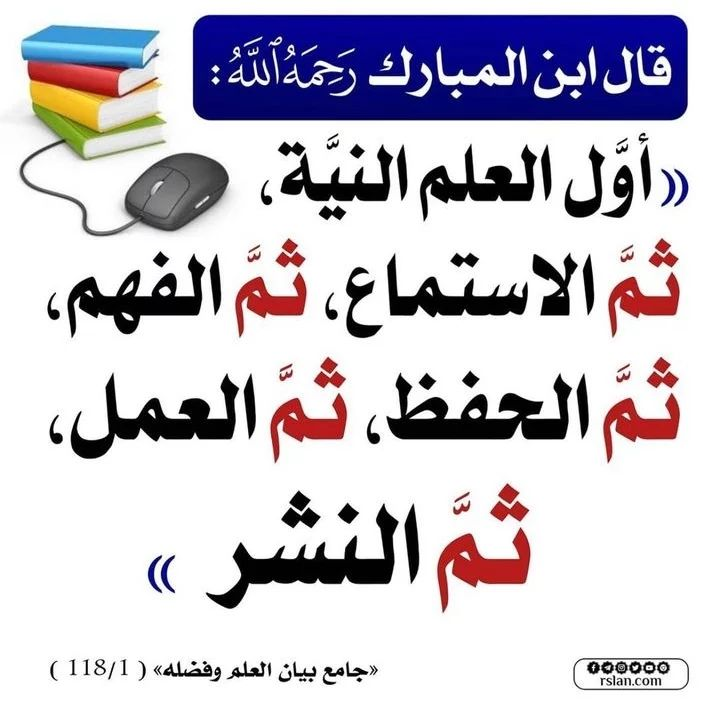 قال ابن المبارك رَحِمَهُ اللَّهُ :
« أوَّل العلم النيَّة،
ثمَّ الاستماع، ثمَّ الفهم،
ثمَّ الحفظ، ثمَّ العمل،
ثمَّ النشر »
«جامع بيان العلم وفضله» ( 118/1 )
rslan.com